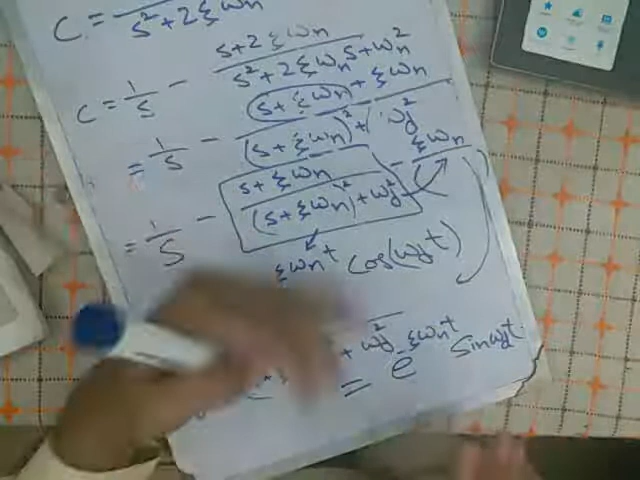 C = / s² + 2ξωn
C = 1/s - (s + 2ξωn) / (s² + 2ξωn s + ωn²)
= 1/s - (s + ξωn) + ξωn / (s + ξωn)² + ωd²
= 1/s - (s + ξωn) / (s + ξωn)² + ωd² - ξωn
ξωnt cos(ωdt)
+ ωd²
= e^-ξωnt sinωdt